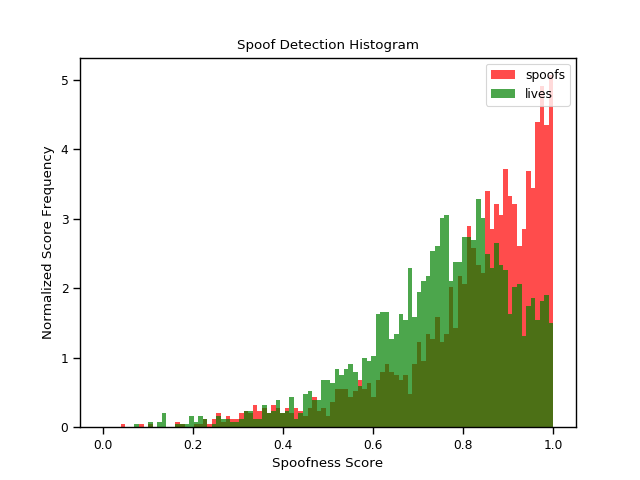 Spoof Detection Histogram
spoofs
lives
Normalized Score Frequency
5
4
3
2
1
0
0.0 0.2 0.4 0.6 0.8 1.0
Spoofness Score